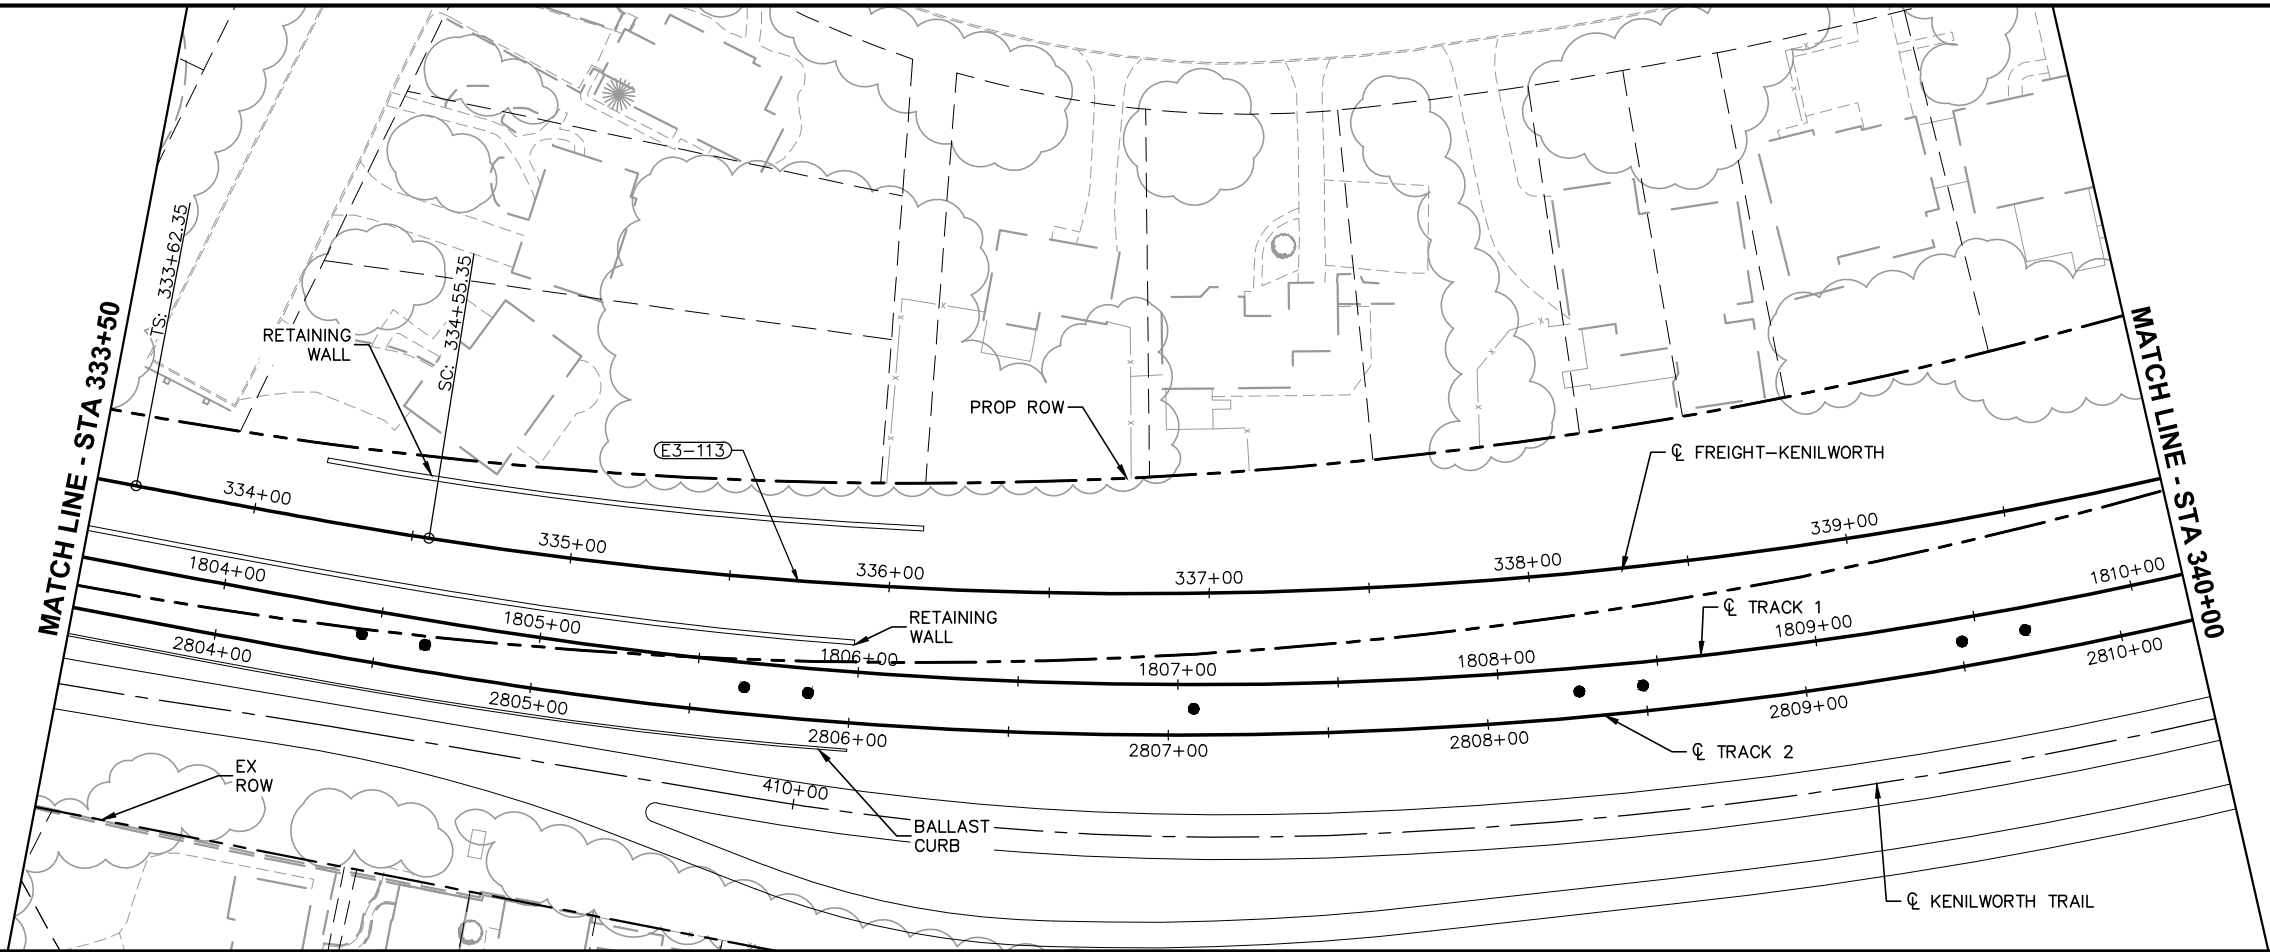 TS: 333+62.35
SC: 334+55.35
MATCH LINE - STA 333+50
MATCH LINE - STA 340+00
RETAINING
WALL
PROP ROW
E3-113
℄ FREIGHT-KENILWORTH
334+00
335+00
336+00
337+00
338+00
339+00
1804+00
1805+00
1806+00
1807+00
1808+00
1809+00
1810+00
RETAINING
WALL
℄ TRACK 1
2804+00
2805+00
2806+00
2807+00
2808+00
2809+00
2810+00
℄ TRACK 2
EX
ROW
410+00
BALLAST
CURB
℄ KENILWORTH TRAIL